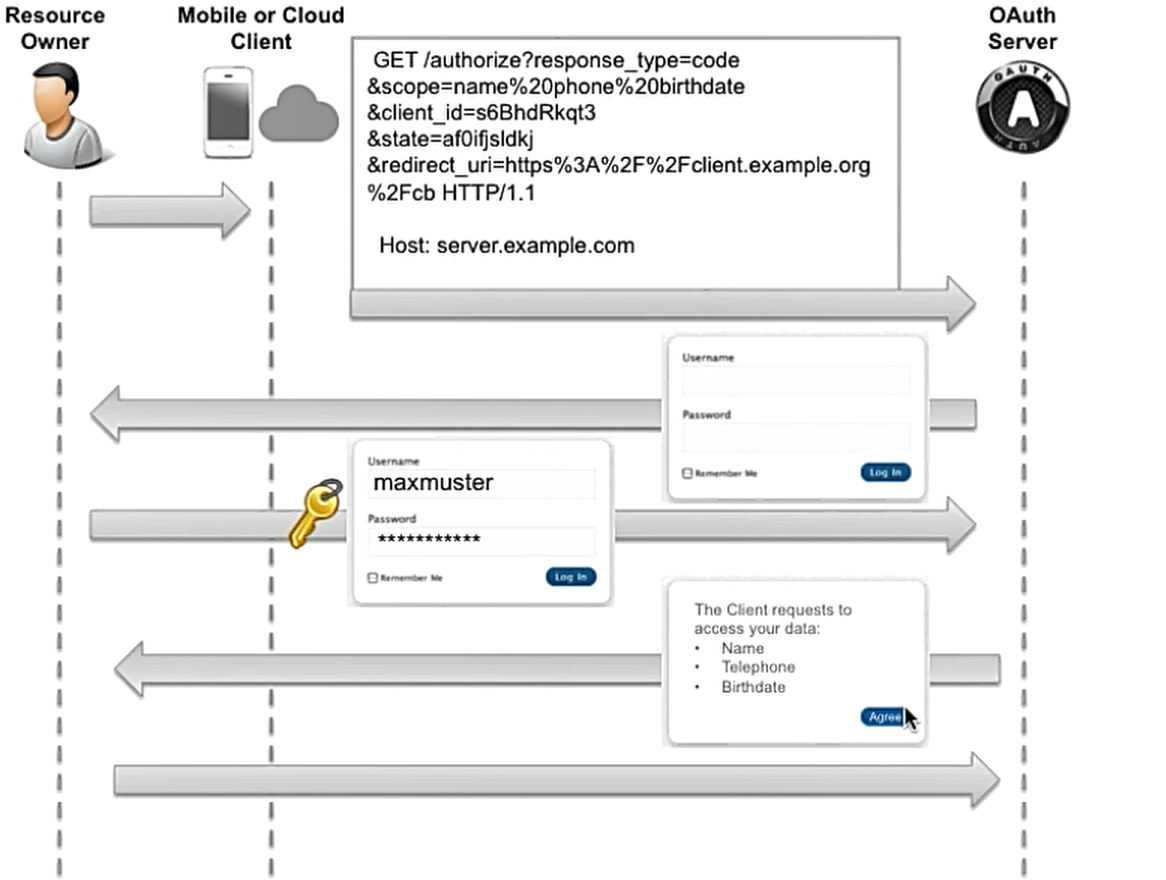 Resource
Owner
Mobile or Cloud
Client
OAuth
Server
OAUTH
A
AUTH
GET /authorize?response_type=code
&scope=name%20phone%20birthdate
&client_id=s6BhdRkqt3
&state=af0ifjsldkj
&redirect_uri=https%3A%2F%2Fclient.example.org
%2Fcb HTTP/1.1
Host: server.example.com
Username
Password
Remember Me
Log In
Username
maxmuster
Password
***********
Remember Me
Log In
The Client requests to
access your data:
• Name
• Telephone
• Birthdate
Agree